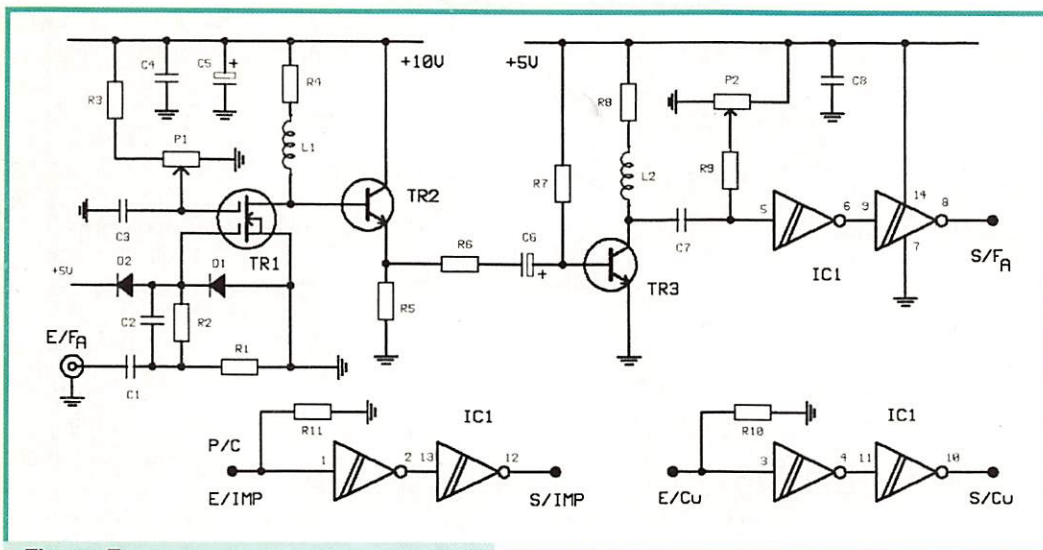 +10V
+5V
C4
C5
+
R3
R4
P1
L1
R8
P2
C8
R7
L2
R9
TR2
C3
TR1
R6
C6
+
C7
5
6
9
14
8
7
S/FA
IC1
TR3
+5V
D2
D1
C2
R2
R5
E/FA
C1
R1
R11
IC1
P/C
1
2
13
12
E/IMP
S/IMP
R10
IC1
3
4
11
10
E/Cu
S/Cu